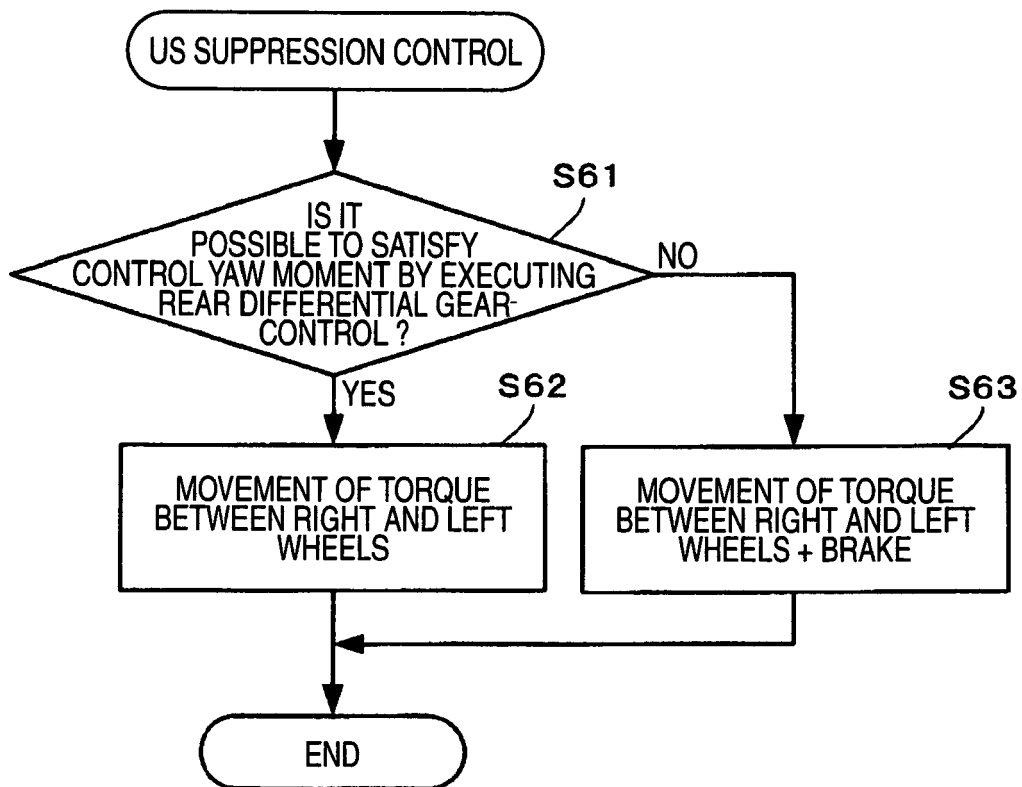 US SUPPRESSION CONTROL
S61
IS IT
POSSIBLE TO SATISFY
CONTROL YAW MOMENT BY EXECUTING
REAR DIFFERENTIAL GEAR-
CONTROL ?
NO
YES
S62
MOVEMENT OF TORQUE
BETWEEN RIGHT AND LEFT
WHEELS
S63
MOVEMENT OF TORQUE
BETWEEN RIGHT AND LEFT
WHEELS + BRAKE
END